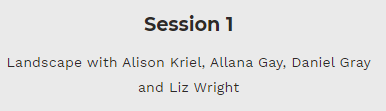 Session 1
Landscape with Alison Kriel, Allana Gay, Daniel Gray
and Liz Wright